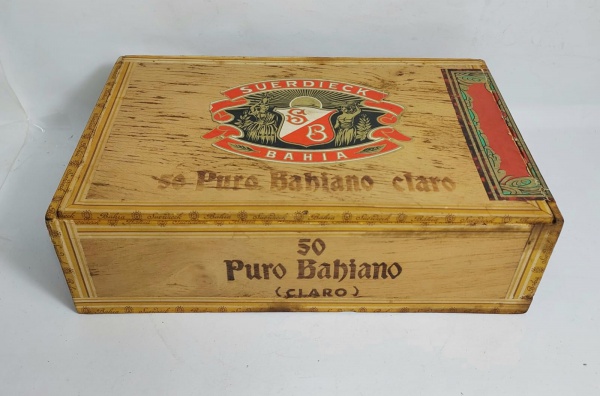 SUERDIECK
SB
BAHIA
50 Puro Bahiano claro
50
Puro Bahiano
(CLARO)